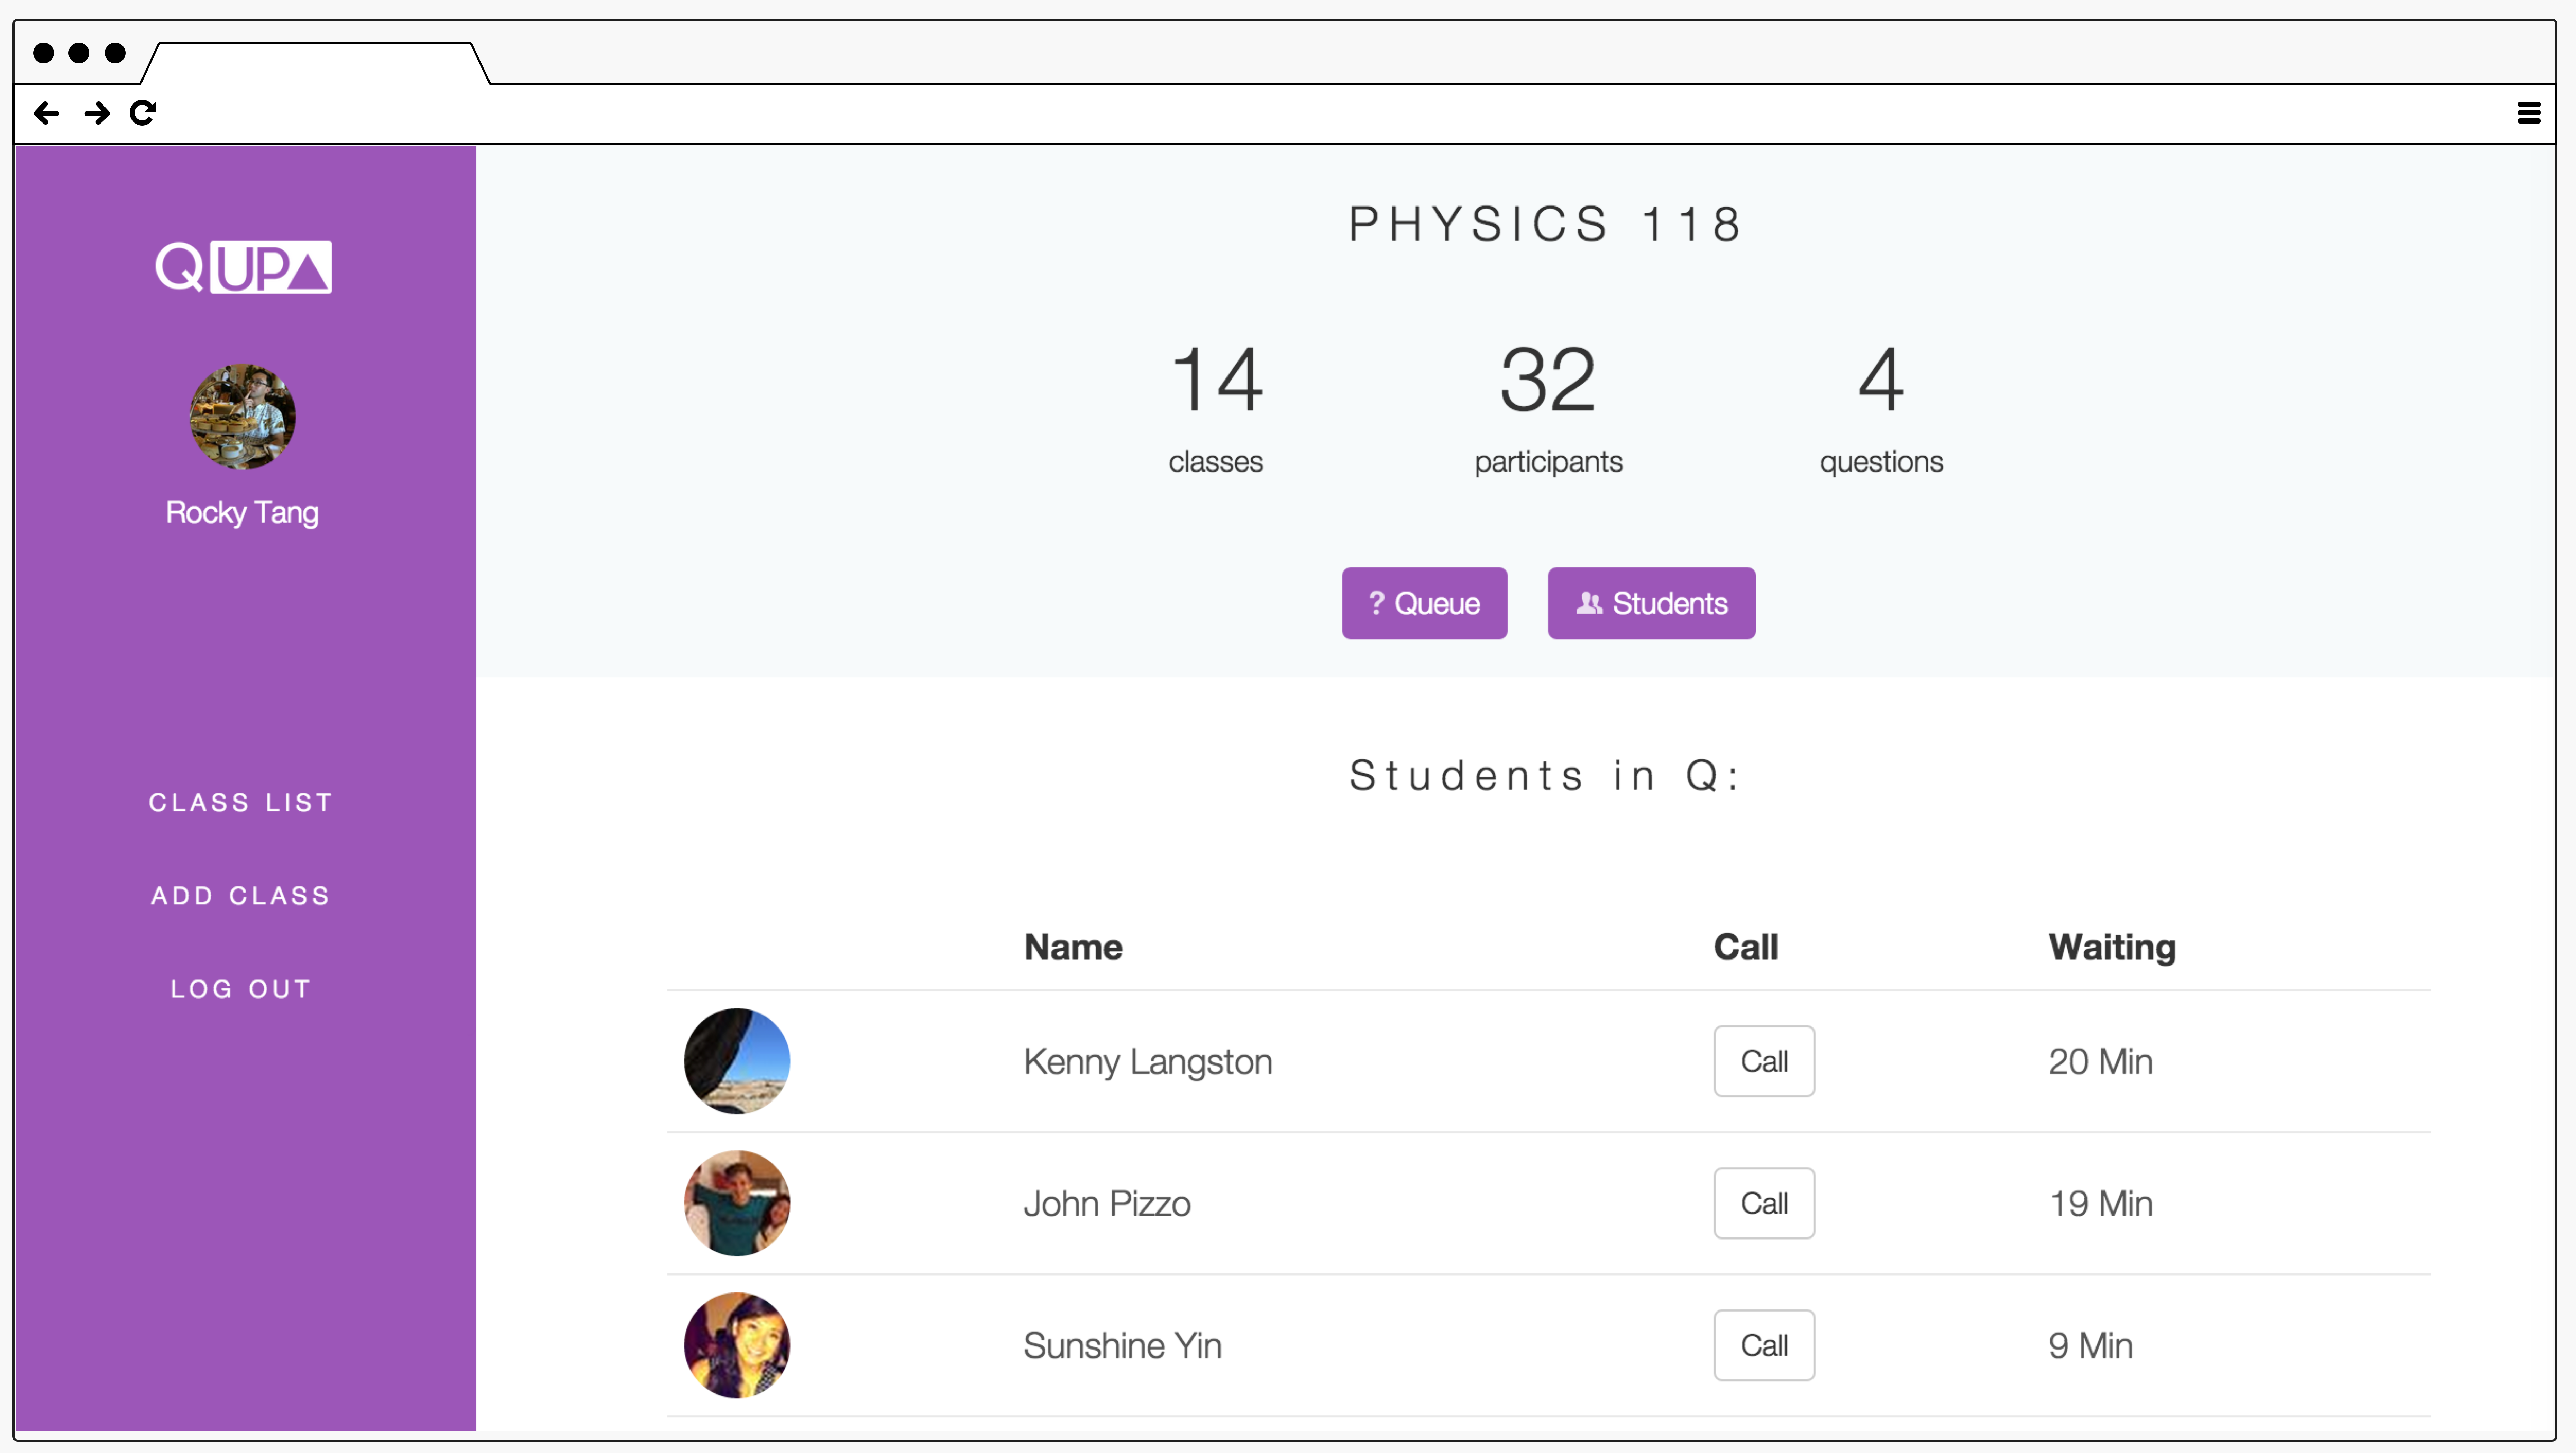 QUP
Rocky Tang
CLASS LIST
ADD CLASS
LOG OUT
PHYSICS 118
14 32 4
classes participants questions
? Queue Students
Students in Q:
Name Call Waiting
Kenny Langston Call 20 Min
John Pizzo Call 19 Min
Sunshine Yin Call 9 Min